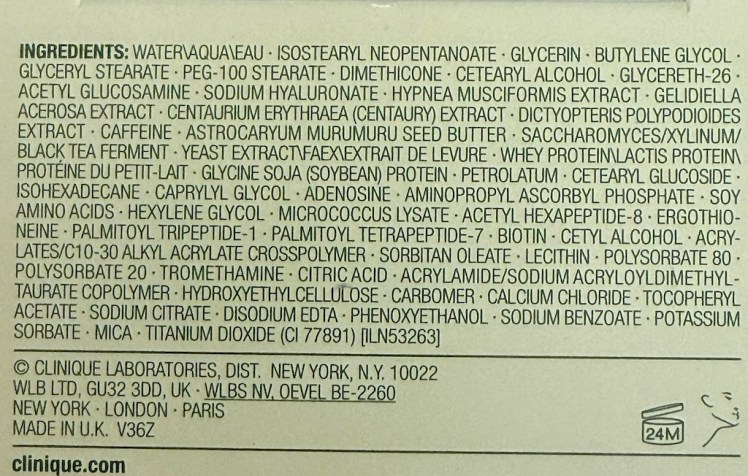 INGREDIENTS: WATER\AQUA\EAU · ISOSTEARYL NEOPENTANOATE · GLYCERIN · BUTYLENE GLYCOL ·
GLYCERYL STEARATE · PEG-100 STEARATE · DIMETHICONE · CETEARYL ALCOHOL · GLYCERETH-26 ·
ACETYL GLUCOSAMINE · SODIUM HYALURONATE · HYPNEA MUSCIFORMIS EXTRACT · GELIDIELLA
ACEROSA EXTRACT · CENTAURIUM ERYTHRAEA (CENTAURY) EXTRACT · DICTYOPTERIS POLYPODIOIDES
EXTRACT · CAFFEINE · ASTROCARYUM MURUMURU SEED BUTTER · SACCHAROMYCES/XYLINUM/
BLACK TEA FERMENT · YEAST EXTRACT\FAEX\EXTRAIT DE LEVURE · WHEY PROTEIN\LACTIS PROTEIN\
PROTÉINE DU PETIT-LAIT · GLYCINE SOJA (SOYBEAN) PROTEIN · PETROLATUM · CETEARYL GLUCOSIDE ·
ISOHEXADECANE · CAPRYLYL GLYCOL · ADENOSINE · AMINOPROPYL ASCORBYL PHOSPHATE · SOY
AMINO ACIDS · HEXYLENE GLYCOL · MICROCOCCUS LYSATE · ACETYL HEXAPEPTIDE-8 · ERGOTHIO-
NEINE · PALMITOYL TRIPEPTIDE-1 · PALMITOYL TETRAPEPTIDE-7 · BIOTIN · CETYL ALCOHOL · ACRY-
LATES/C10-30 ALKYL ACRYLATE CROSSPOLYMER · SORBITAN OLEATE · LECITHIN · POLYSORBATE 80 ·
POLYSORBATE 20 · TROMETHAMINE · CITRIC ACID · ACRYLAMIDE/SODIUM ACRYLOYLDIMETHYL-
TAURATE COPOLYMER · HYDROXYETHYLCELLULOSE · CARBOMER · CALCIUM CHLORIDE · TOCOPHERYL
ACETATE · SODIUM CITRATE · DISODIUM EDTA · PHENOXYETHANOL · SODIUM BENZOATE · POTASSIUM
SORBATE · MICA · TITANIUM DIOXIDE (CI 77891) [ILN53263]
© CLINIQUE LABORATORIES, DIST. NEW YORK, N.Y. 10022
WLB LTD, GU32 3DD, UK · WLBS NV, OEVEL BE-2260
NEW YORK · LONDON · PARIS
MADE IN U.K. V36Z
24M
clinique.com